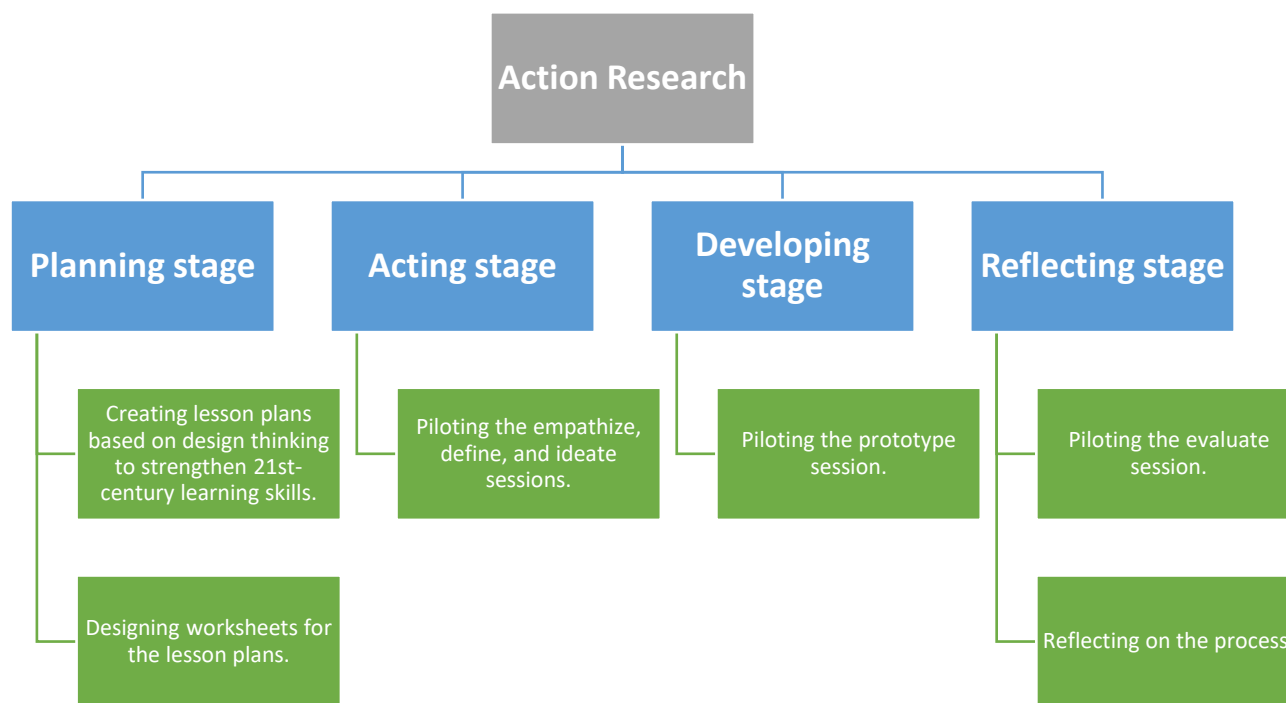 Action Research
Planning stage
Acting stage
Developing
stage
Reflecting stage
Creating lesson plans
based on design thinking
to strengthen 21st-
century learning skills.
Piloting the empathize,
define, and ideate
sessions.
Piloting the prototype
session.
Piloting the evaluate
session.
Designing worksheets for
the lesson plans.
Reflecting on the process